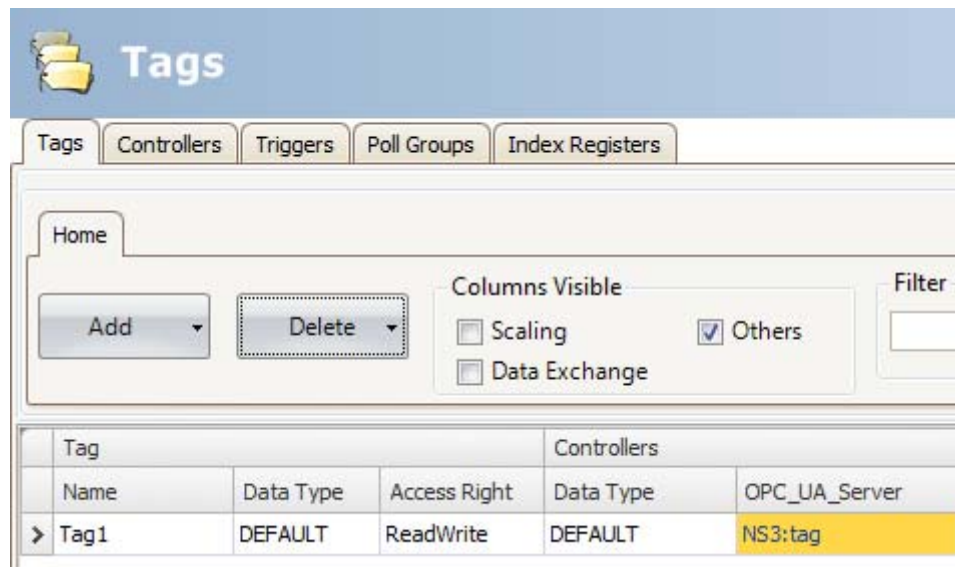 Tags
Tags Controllers Triggers Poll Groups Index Registers
Home
Add Delete
Columns Visible
Scaling Others
Data Exchange
Filter
Tag Controllers
Name Data Type Access Right Data Type OPC_UA_Server
Tag1 DEFAULT ReadWrite DEFAULT NS3:tag